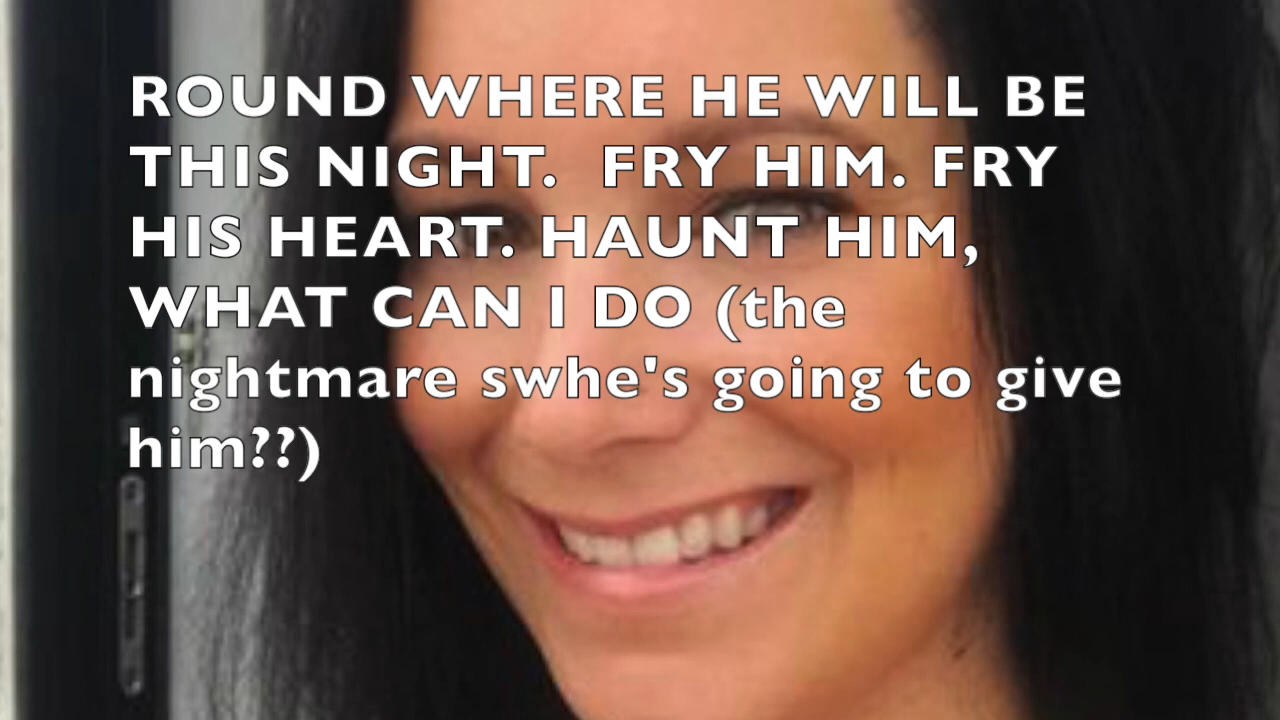 ROUND WHERE HE WILL BE
THIS NIGHT.  FRY HIM. FRY
HIS HEART. HAUNT HIM,
WHAT CAN I DO (the
nightmare swhe's going to give
him??)